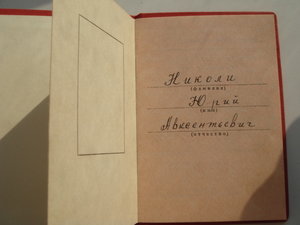 Николи
(фамилия)
Юрий
(имя)
Авксентьевич
(отчество)